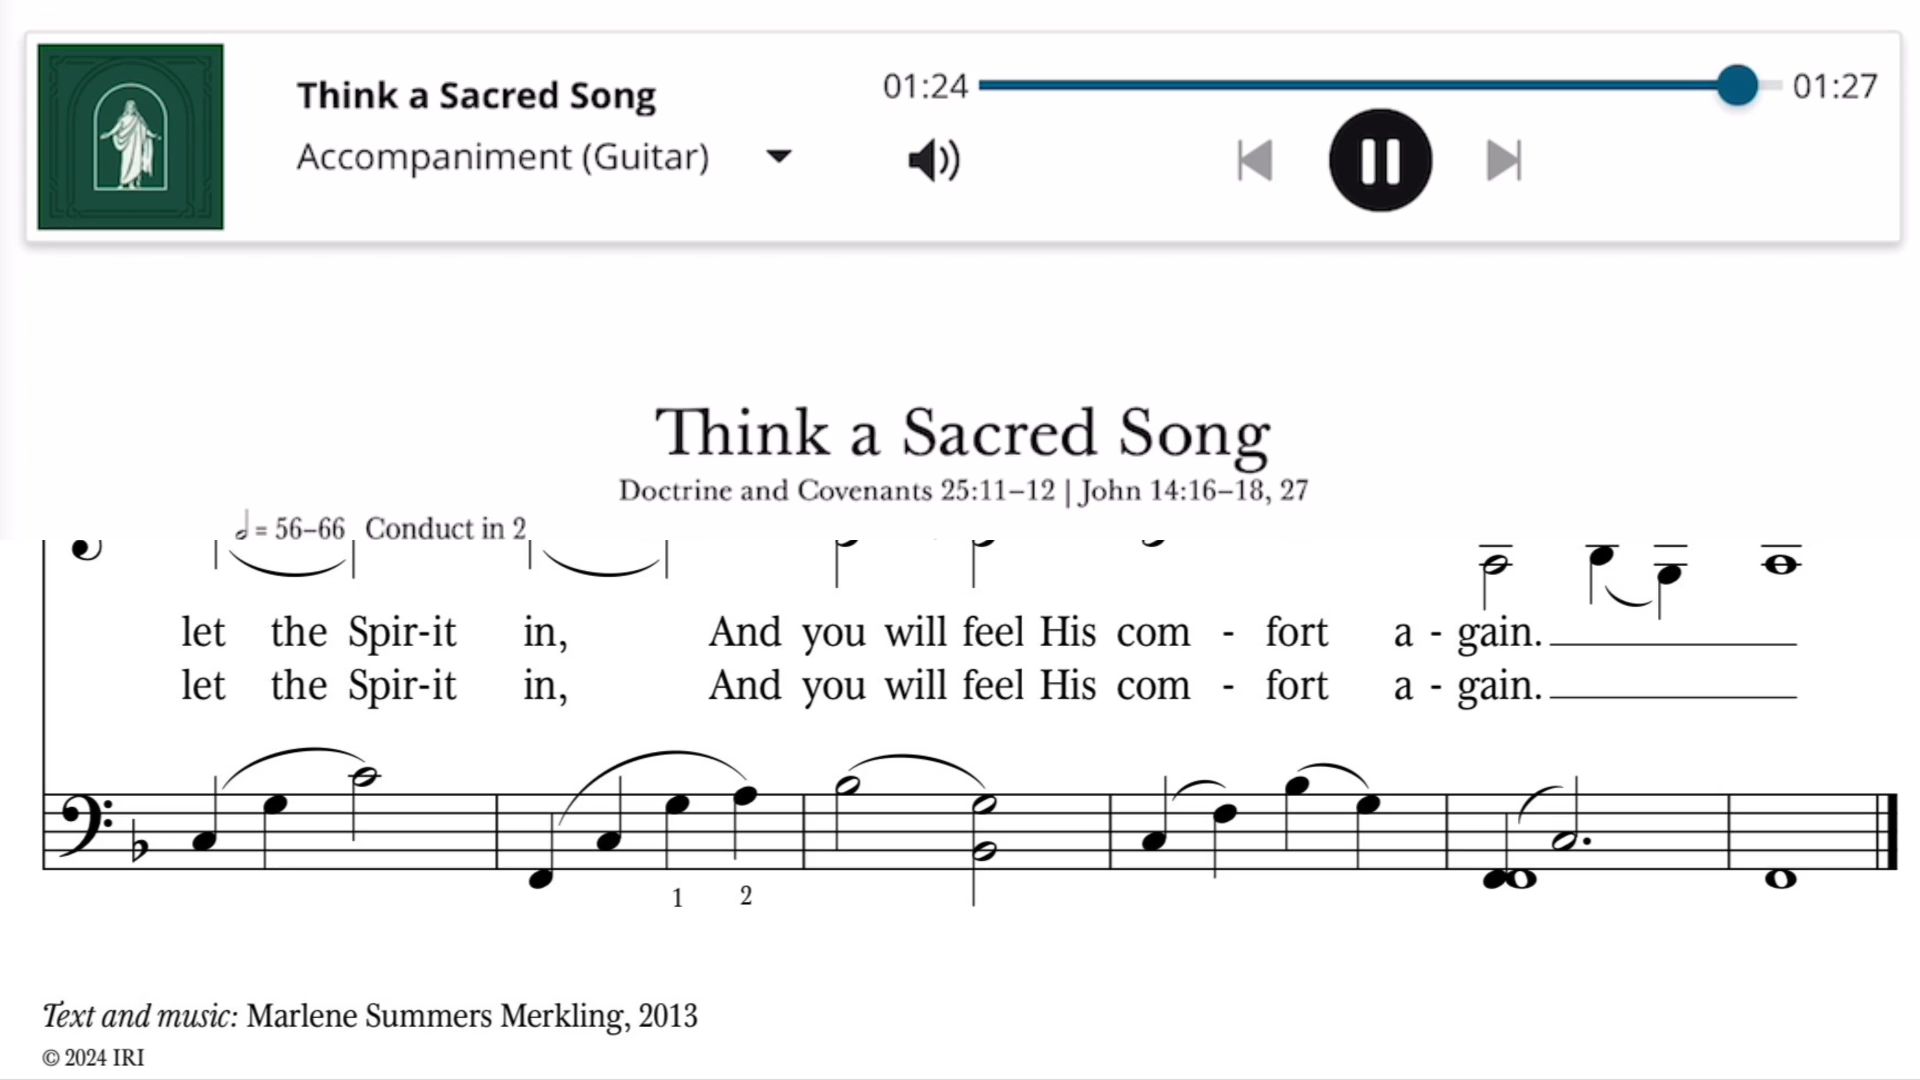 Think a Sacred Song
01:24
01:27
Accompaniment (Guitar)
Think a Sacred Song
Doctrine and Covenants 25:11–12 | John 14:16–18, 27
= 56–66 Conduct in 2
let the Spir-it in, And you will feel His com - fort a - gain.
let the Spir-it in, And you will feel His com - fort a - gain.
1 2
Text and music: Marlene Summers Merkling, 2013
© 2024 IRI